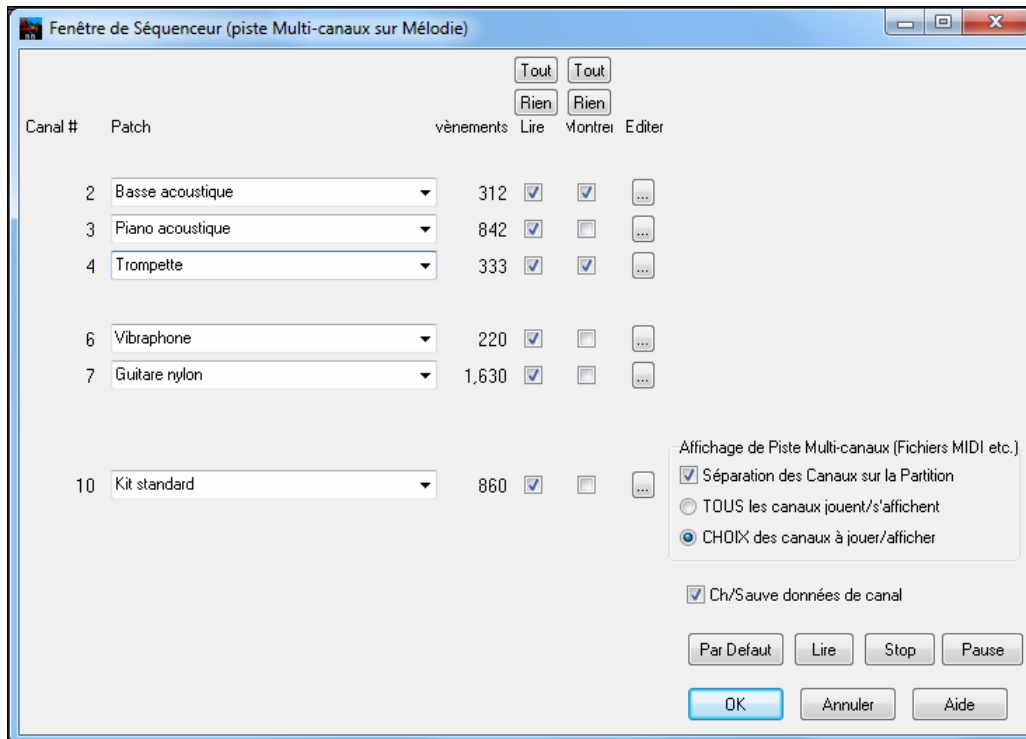 Fenêtre de Séquenceur (piste Multi-canaux sur Mélodie)
Tout Tout
Rien Rien
Canal # Patch vènements Lire Montrer Editer
2 Basse acoustique 312 ...
3 Piano acoustique 842 ...
4 Trompette 333 ...
6 Vibraphone 220 ...
7 Guitare nylon 1,630 ...
Affichage de Piste Multi-canaux (Fichiers MIDI etc.)
Séparation des Canaux sur la Partition
10 Kit standard 860 ...
TOUS les canaux jouent/s'affichent
CHOIX des canaux à jouer/afficher
Ch/Sauve données de canal
Par Defaut Lire Stop Pause
OK Annuler Aide